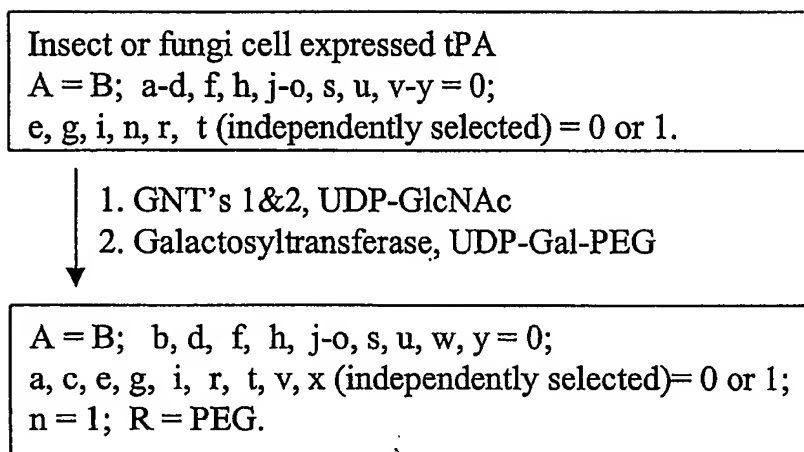 Insect or fungi cell expressed tPA
A = B; a-d, f, h, j-o, s, u, v-y = 0;
e, g, i, n, r, t (independently selected) = 0 or 1.
1. GNT's 1&2, UDP-GlcNAc
2. Galactosyltransferase, UDP-Gal-PEG
A = B; b, d, f, h, j-o, s, u, w, y = 0;
a, c, e, g, i, r, t, v, x (independently selected)= 0 or 1;
n = 1; R = PEG.